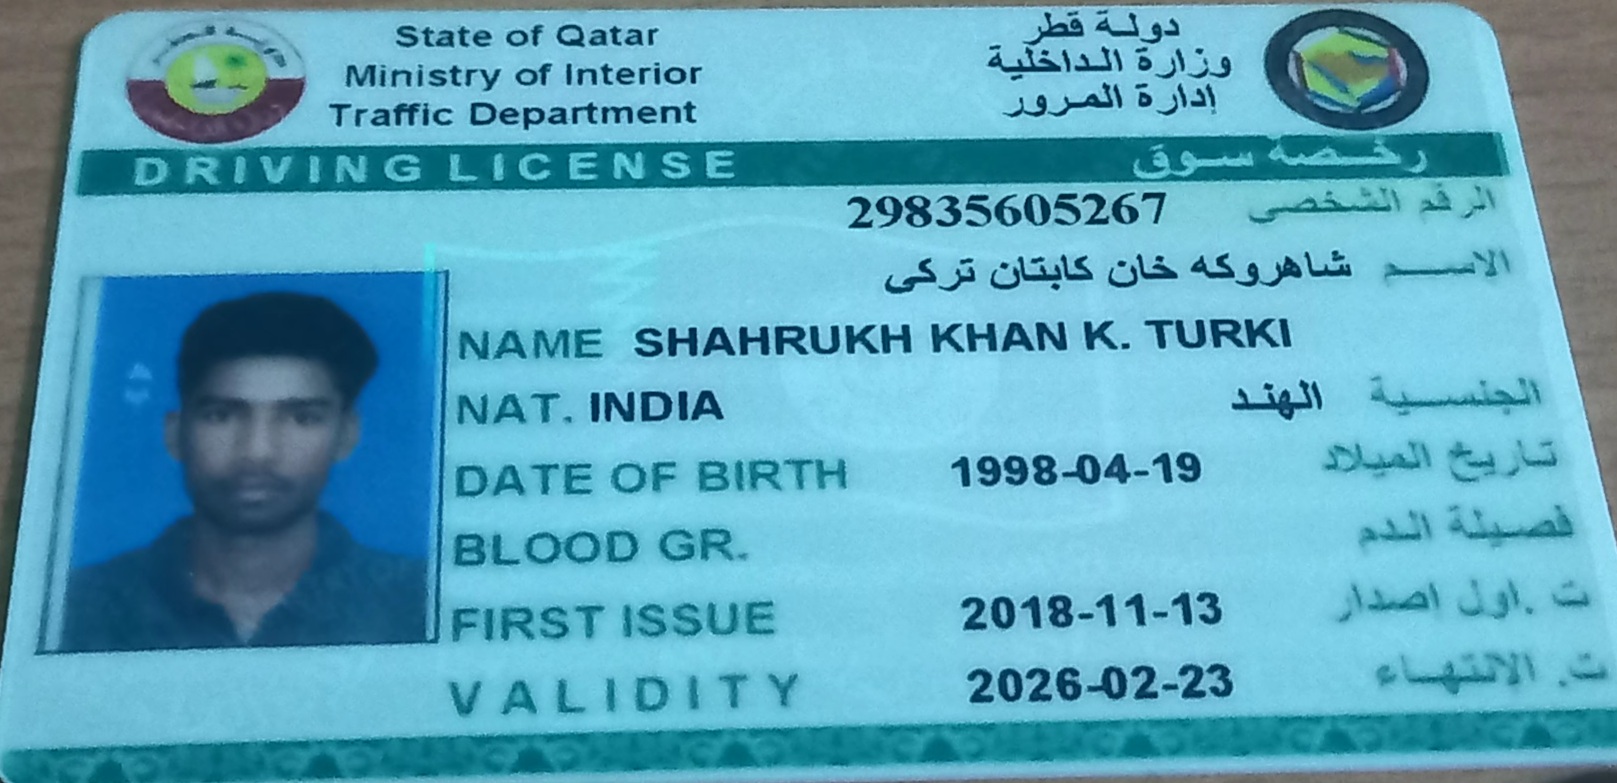 State of Qatar
Ministry of Interior
Traffic Department
دولة قطر
وزارة الداخلية
إدارة المرور
DRIVING LICENSE رخصة سوق
29835605267 الرقم الشخصي
الاسم شاهروكه خان كابتان تركى
NAME SHAHRUKH KHAN K. TURKI
NAT. INDIA الجنسية الهند
DATE OF BIRTH 1998-04-19 تاريخ الميلاد
BLOOD GR. فصيلة الدم
FIRST ISSUE 2018-11-13 ت .اول اصدار
VALIDITY 2026-02-23 ت. الانتهاء